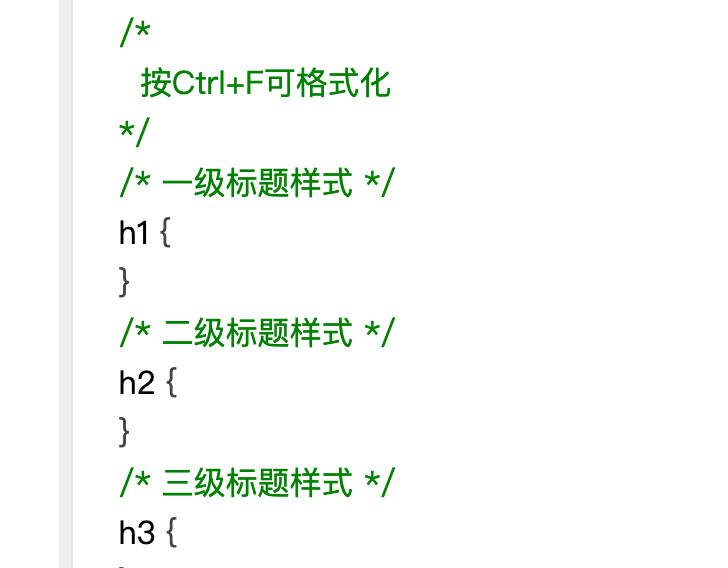 /*
按Ctrl+F可格式化
*/
/* 一级标题样式 */
h1 {
}
/* 二级标题样式 */
h2 {
}
/* 三级标题样式 */
h3 {